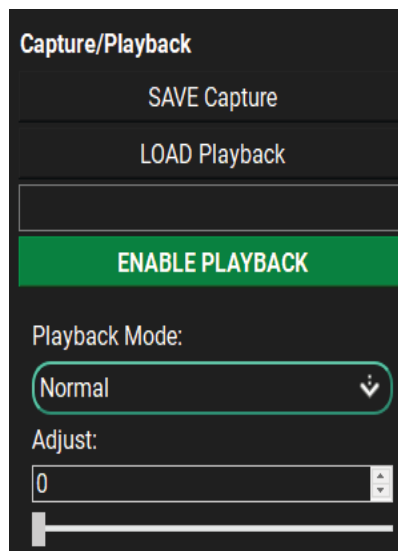 Capture/Playback
SAVE Capture
LOAD Playback
ENABLE PLAYBACK
Playback Mode:
Normal
Adjust:
0